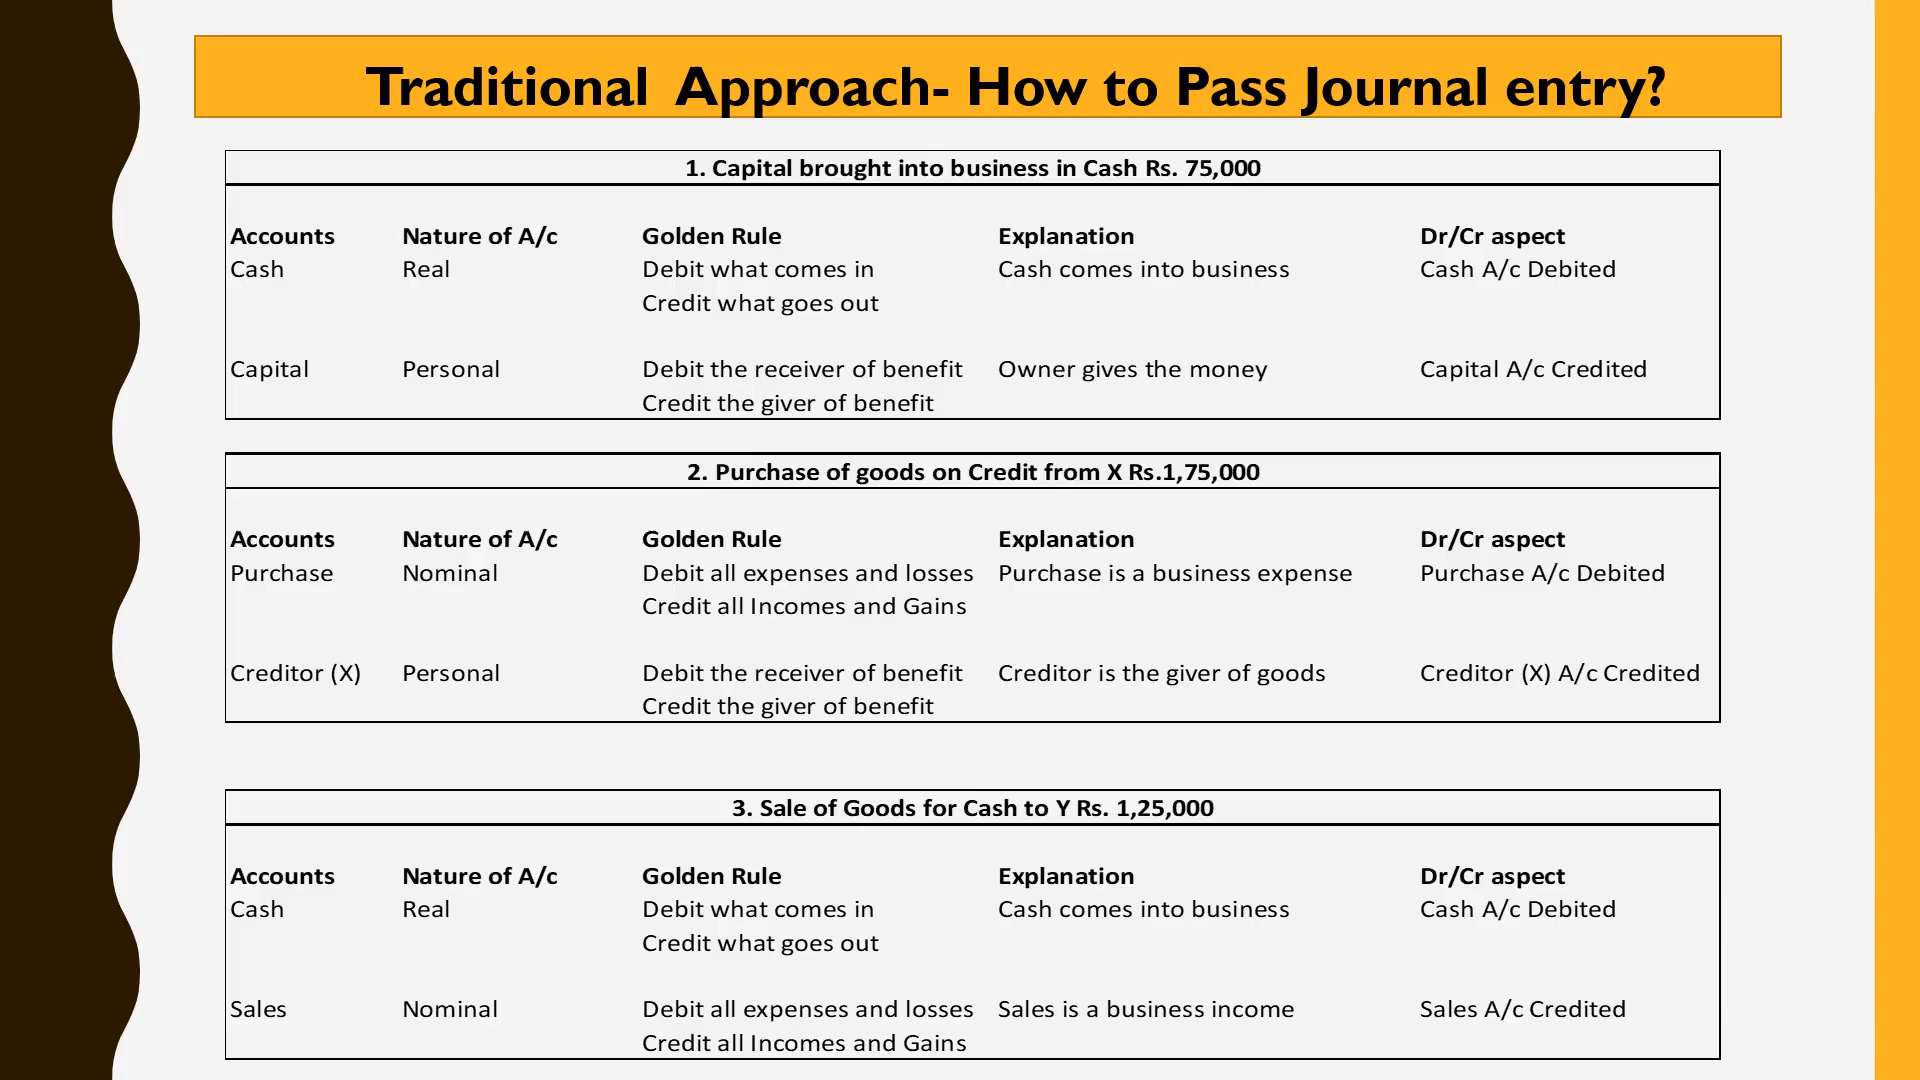 Traditional Approach- How to Pass Journal entry?
1. Capital brought into business in Cash Rs. 75,000
Accounts Nature of A/c Golden Rule Explanation Dr/Cr aspect
Cash Real Debit what comes in Cash comes into business Cash A/c Debited
Credit what goes out
Capital Personal Debit the receiver of benefit Owner gives the money Capital A/c Credited
Credit the giver of benefit
2. Purchase of goods on Credit from X Rs.1,75,000
Accounts Nature of A/c Golden Rule Explanation Dr/Cr aspect
Purchase Nominal Debit all expenses and losses Purchase is a business expense Purchase A/c Debited
Credit all Incomes and Gains
Creditor (X) Personal Debit the receiver of benefit Creditor is the giver of goods Creditor (X) A/c Credited
Credit the giver of benefit
3. Sale of Goods for Cash to Y Rs. 1,25,000
Accounts Nature of A/c Golden Rule Explanation Dr/Cr aspect
Cash Real Debit what comes in Cash comes into business Cash A/c Debited
Credit what goes out
Sales Nominal Debit all expenses and losses Sales is a business income Sales A/c Credited
Credit all Incomes and Gains